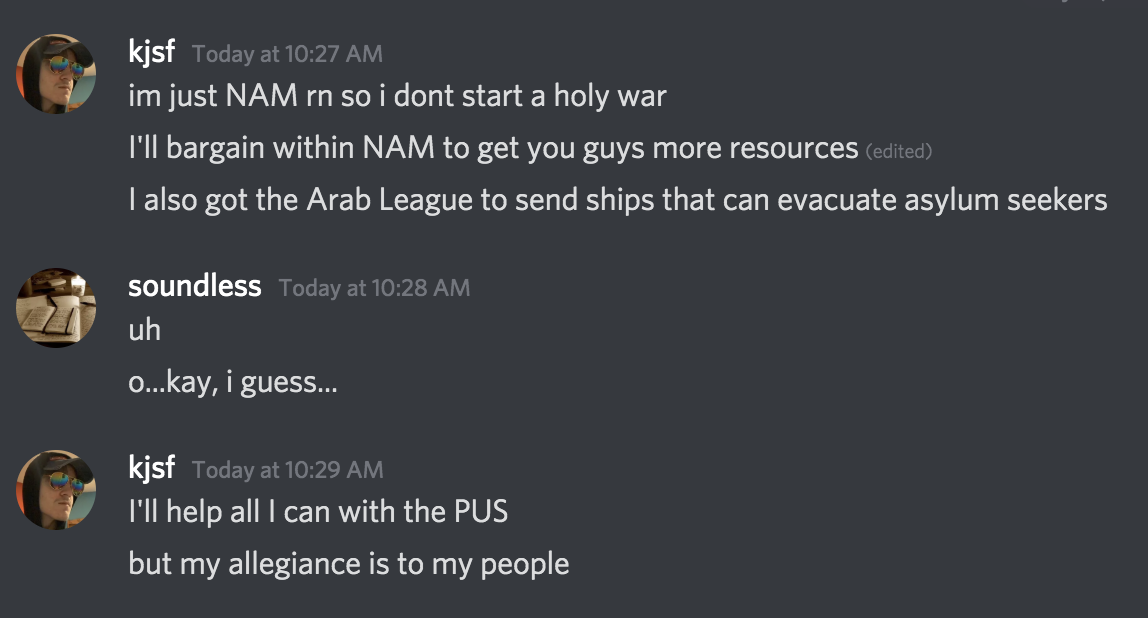 kjsf Today at 10:27 AM
im just NAM rn so i dont start a holy war
I'll bargain within NAM to get you guys more resources (edited)
I also got the Arab League to send ships that can evacuate asylum seekers
soundless Today at 10:28 AM
uh
o...kay, i guess...
kjsf Today at 10:29 AM
I'll help all I can with the PUS
but my allegiance is to my people